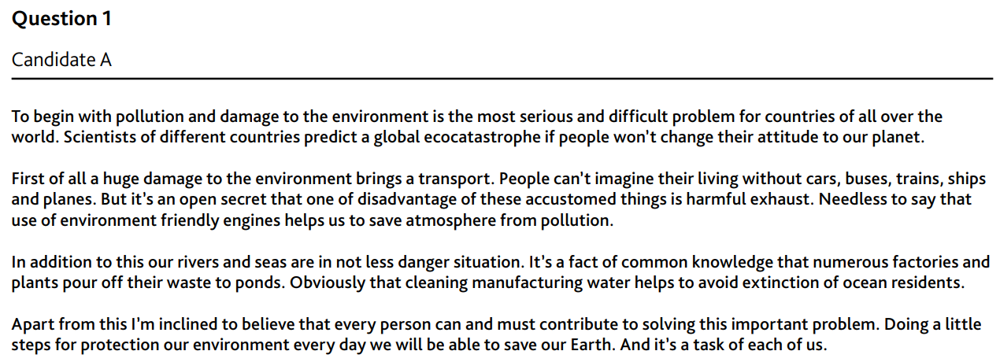 Question 1
Candidate A
To begin with pollution and damage to the environment is the most serious and difficult problem for countries of all over the
world. Scientists of different countries predict a global ecocatastrophe if people won't change their attitude to our planet.
First of all a huge damage to the environment brings a transport. People can't imagine their living without cars, buses, trains, ships
and planes. But it's an open secret that one of disadvantage of these accustomed things is harmful exhaust. Needless to say that
use of environment friendly engines helps us to save atmosphere from pollution.
In addition to this our rivers and seas are in not less danger situation. It's a fact of common knowledge that numerous factories and
plants pour off their waste to ponds. Obviously that cleaning manufacturing water helps to avoid extinction of ocean residents.
Apart from this I'm inclined to believe that every person can and must contribute to solving this important problem. Doing a little
steps for protection our environment every day we will be able to save our Earth. And it's a task of each of us.